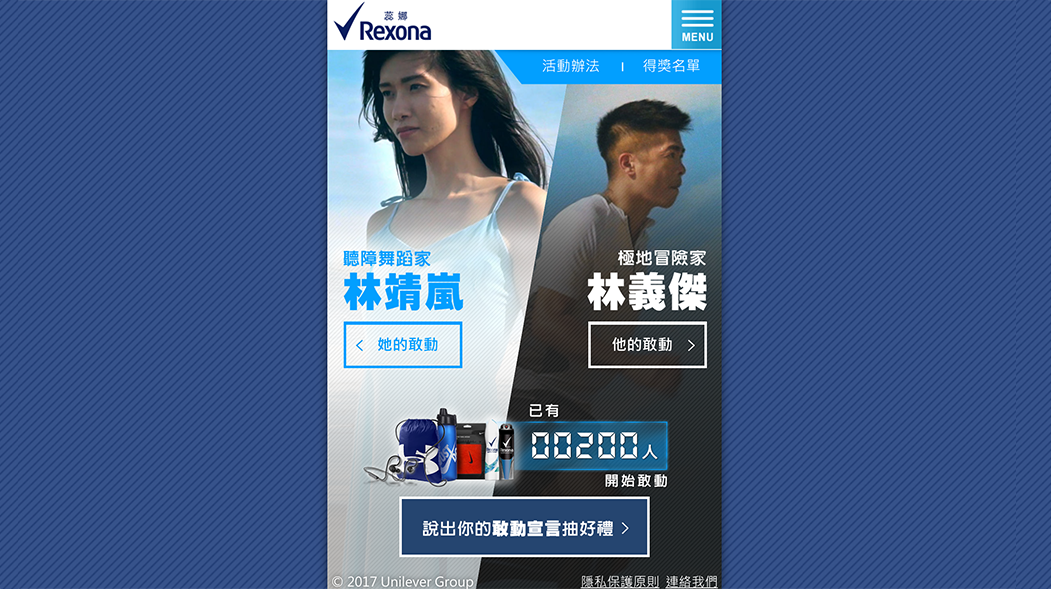 蕊娜
Rexona
MENU
活動辦法 | 得獎名單
聽障舞蹈家
林靖嵐
她的敢動
極地冒險家
林義傑
他的敢動
已有
00200人
開始敢動
Rexona
說出你的敢動宣言抽好禮
© 2017 Unilever Group
隱私保護原則 連絡我們